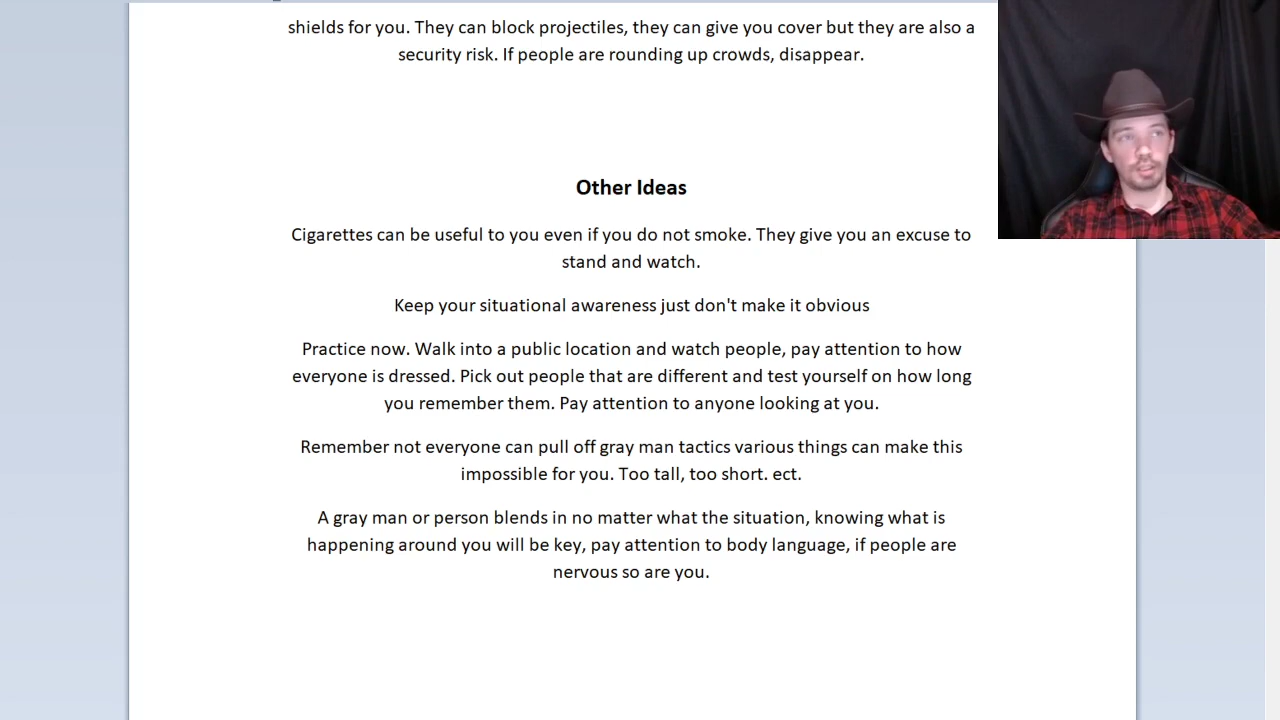 shields for you. They can block projectiles, they can give you cover but they are also a
security risk. If people are rounding up crowds, disappear.
Other Ideas
Cigarettes can be useful to you even if you do not smoke. They give you an excuse to
stand and watch.
Keep your situational awareness just don't make it obvious
Practice now. Walk into a public location and watch people, pay attention to how
everyone is dressed. Pick out people that are different and test yourself on how long
you remember them. Pay attention to anyone looking at you.
Remember not everyone can pull off gray man tactics various things can make this
impossible for you. Too tall, too short. ect.
A gray man or person blends in no matter what the situation, knowing what is
happening around you will be key, pay attention to body language, if people are
nervous so are you.